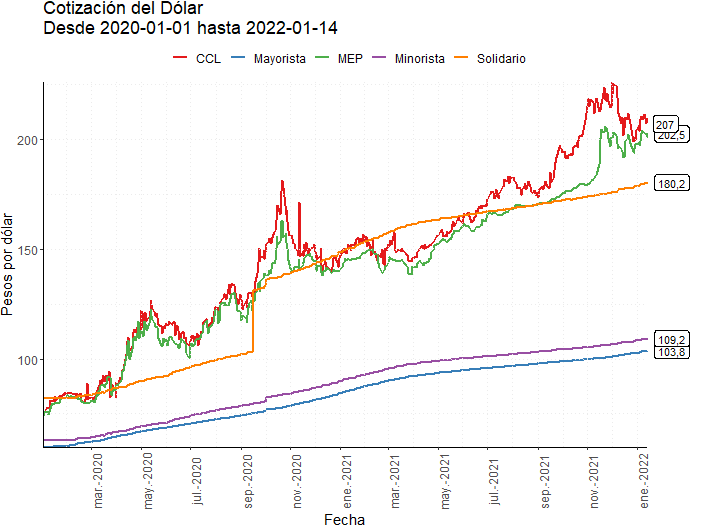 Cotización del Dólar
Desde 2020-01-01 hasta 2022-01-14
CCL Mayorista MEP Minorista Solidario
Pesos por dólar
200
150
100
207
202,5
180,2
109,2
103,8
mar.-2020
may.-2020
jul.-2020
sep.-2020
nov.-2020
ene.-2021
mar.-2021
may.-2021
jul.-2021
sep.-2021
nov.-2021
ene.-2022
Fecha